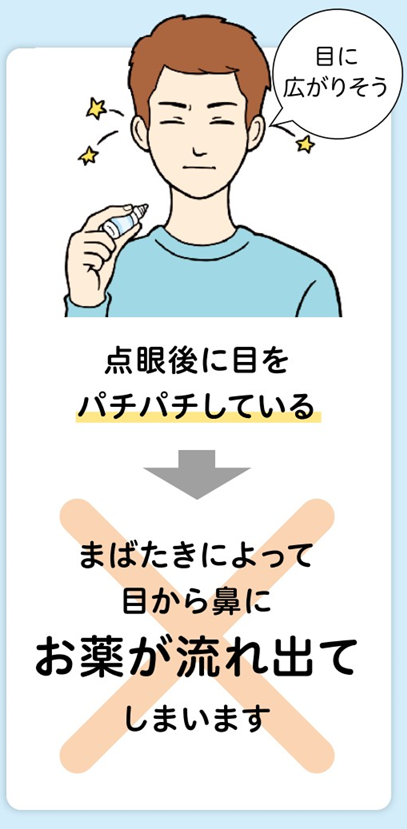 目に
広がりそう
点眼後に目を
パチパチしている
まばたきによって
目から鼻に
お薬が流れ出て
しまいます